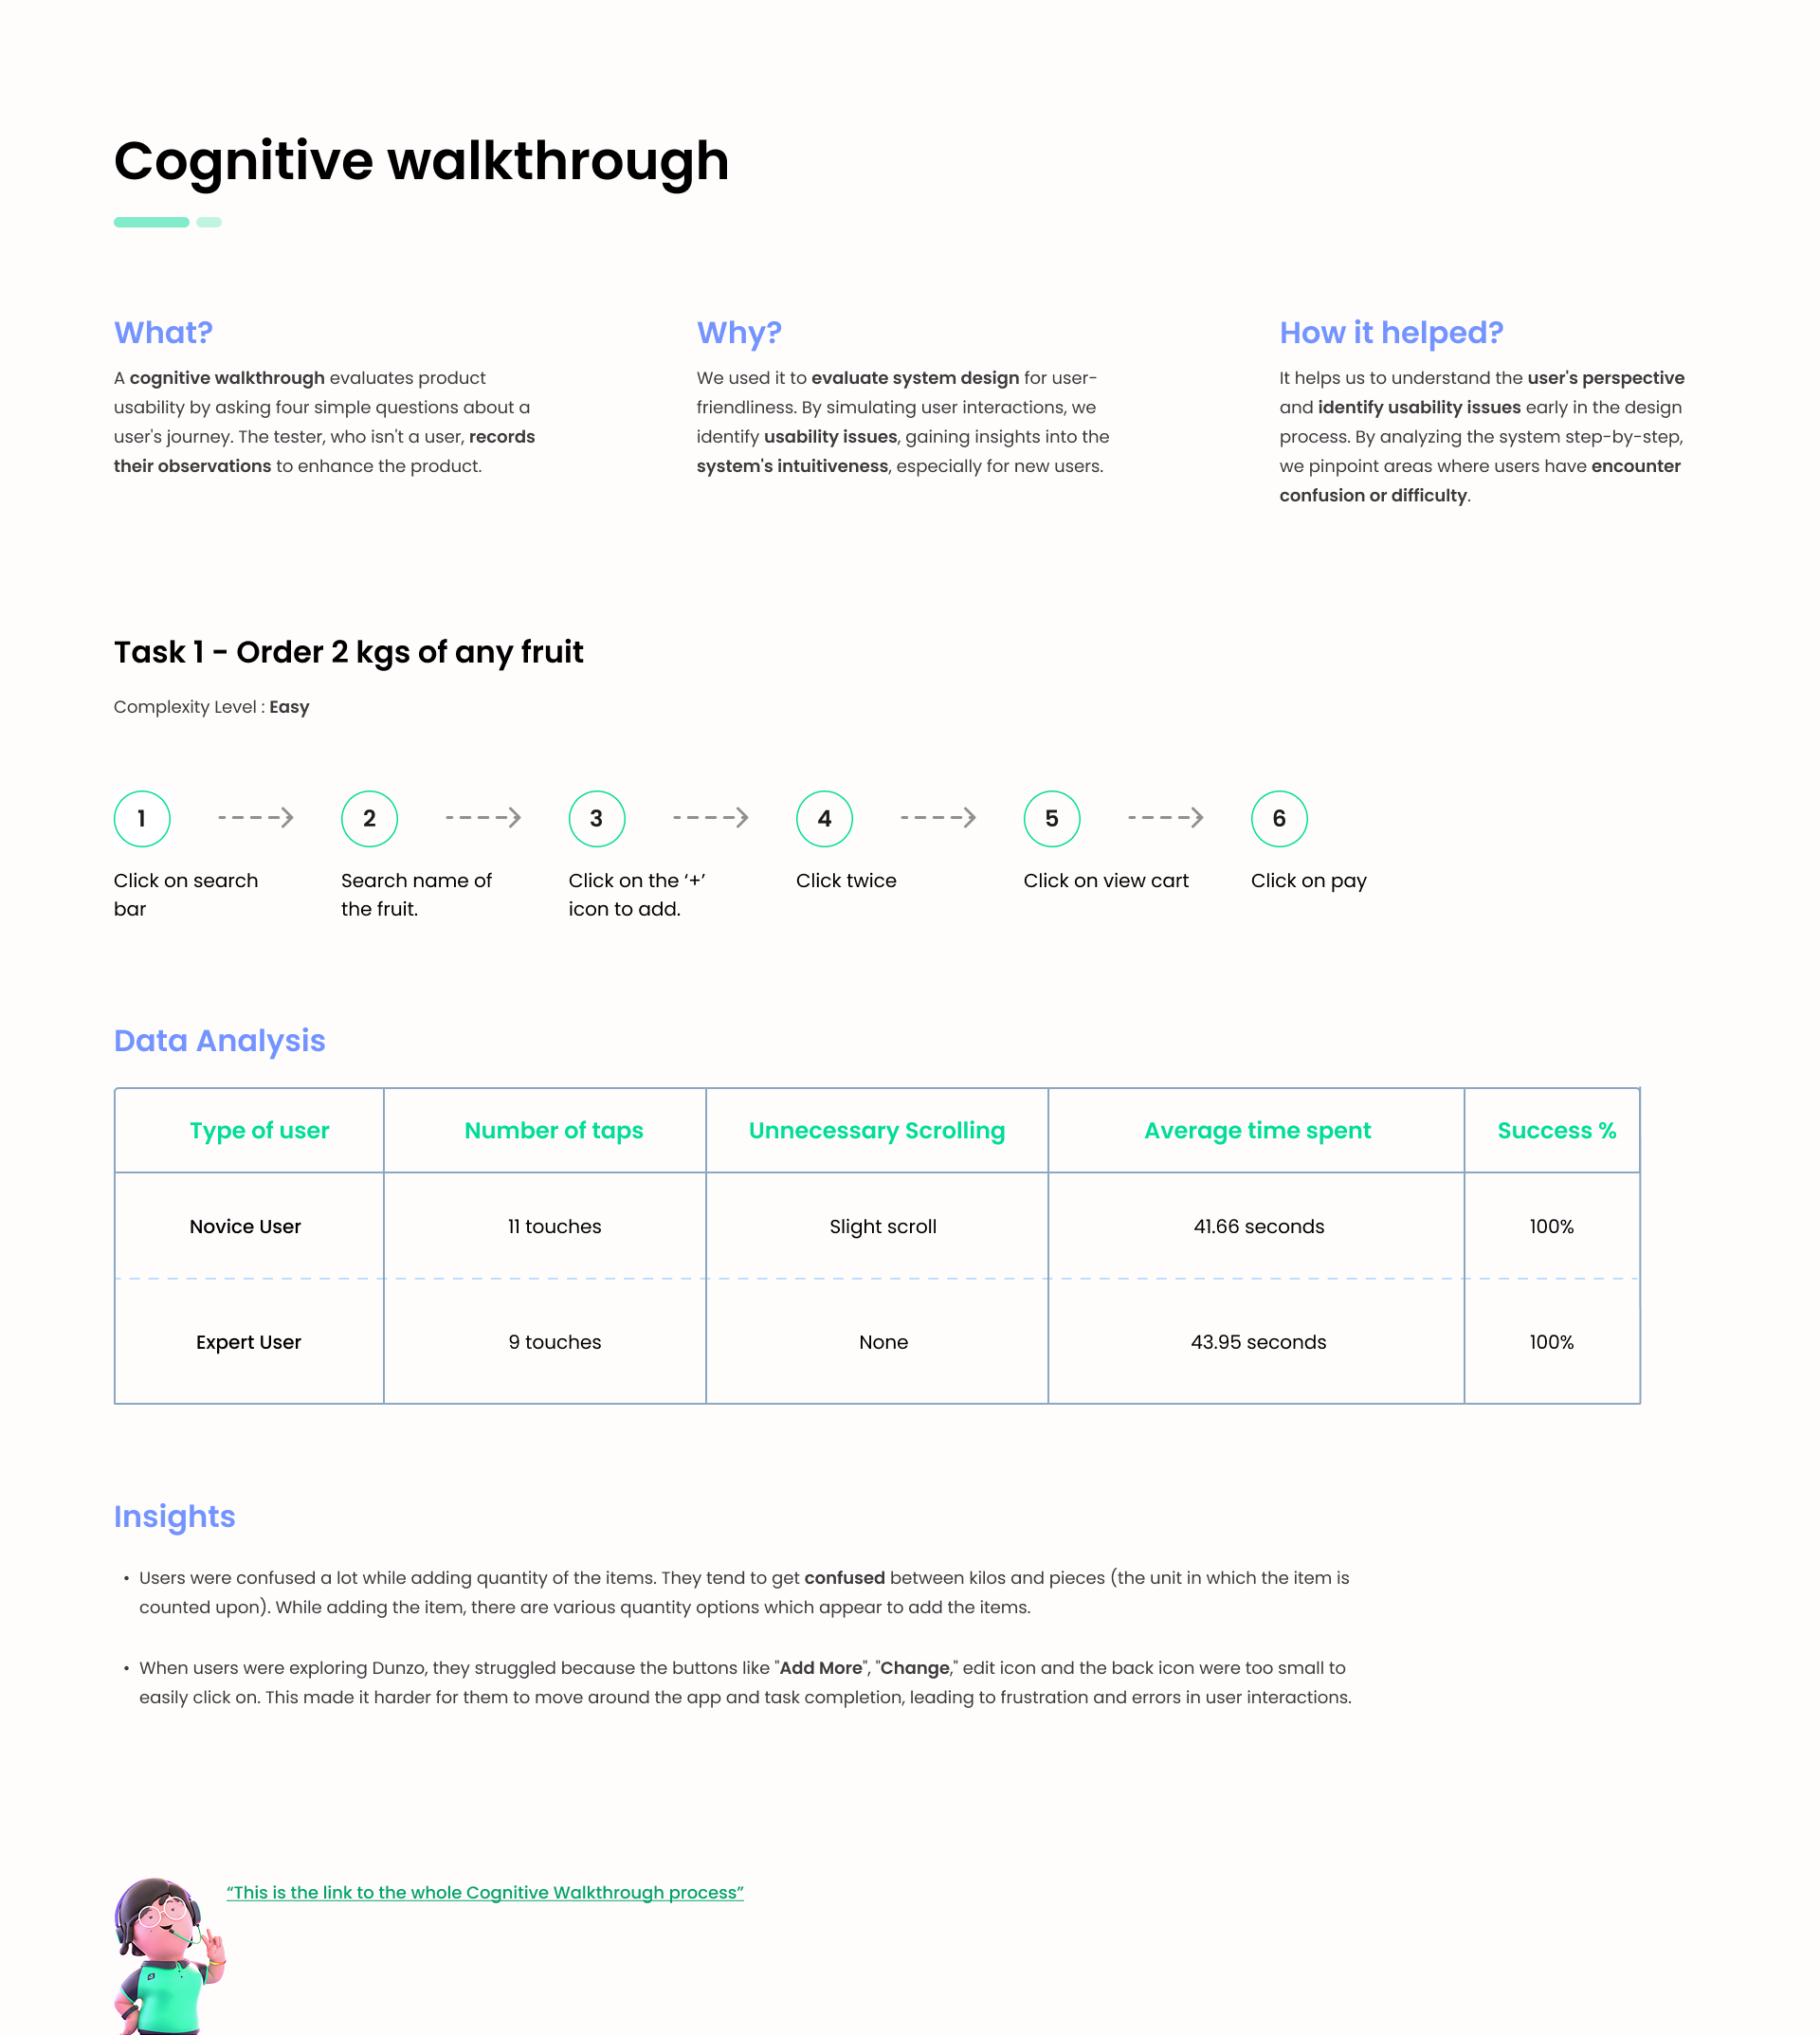 Cognitive walkthrough
What?
A cognitive walkthrough evaluates product
usability by asking four simple questions about a
user's journey. The tester, who isn't a user, records
their observations to enhance the product.
Why?
We used it to evaluate system design for user-
friendliness. By simulating user interactions, we
identify usability issues, gaining insights into the
system's intuitiveness, especially for new users.
How it helped?
It helps us to understand the user's perspective
and identify usability issues early in the design
process. By analyzing the system step-by-step,
we pinpoint areas where users have encounter
confusion or difficulty.
Task 1 - Order 2 kgs of any fruit
Complexity Level : Easy
1
Click on search
bar
2
Search name of
the fruit.
3
Click on the ‘+’
icon to add.
4
Click twice
5
Click on view cart
6
Click on pay
Data Analysis
Type of user Number of taps Unnecessary Scrolling Average time spent Success %
Novice User 11 touches Slight scroll 41.66 seconds 100%
Expert User 9 touches None 43.95 seconds 100%
Insights
• Users were confused a lot while adding quantity of the items. They tend to get confused between kilos and pieces (the unit in which the item is
counted upon). While adding the item, there are various quantity options which appear to add the items.
• When users were exploring Dunzo, they struggled because the buttons like "Add More", "Change," edit icon and the back icon were too small to
easily click on. This made it harder for them to move around the app and task completion, leading to frustration and errors in user interactions.
“This is the link to the whole Cognitive Walkthrough process”